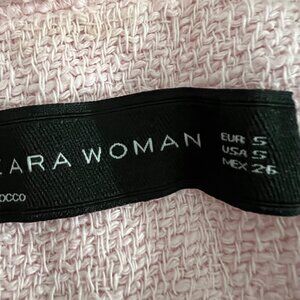 ZARA WOMAN
EUR S
USA S
MEX 26
OCCO